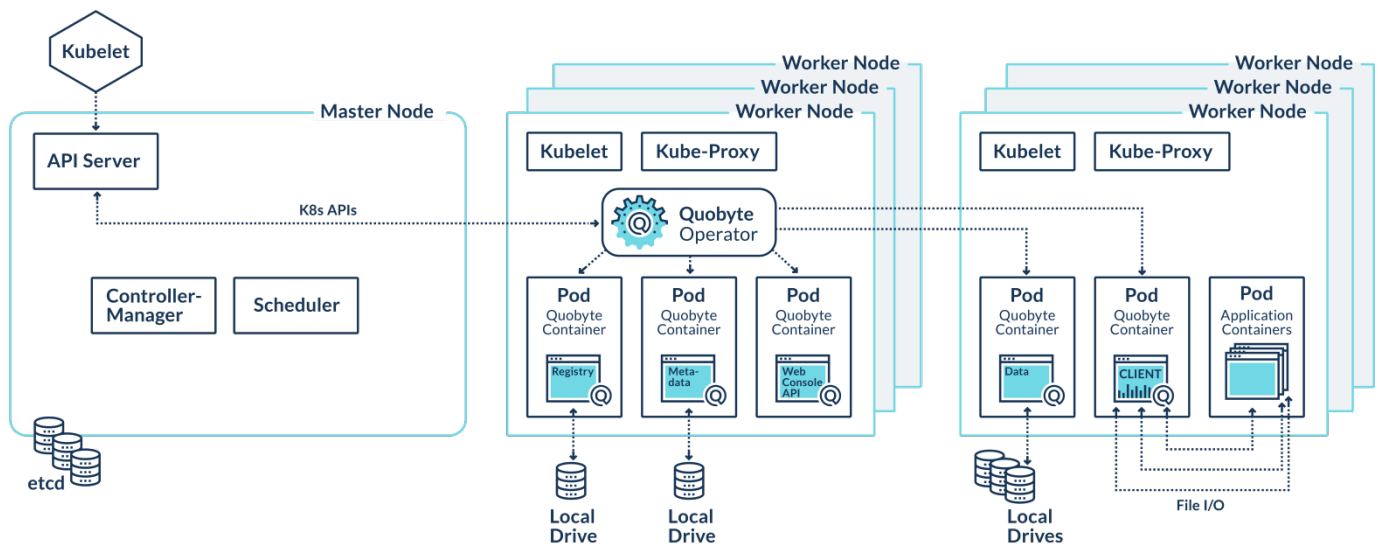 Kubelet
Master Node
API Server
K8s APIs
Controller-
Manager
Scheduler
etcd
Worker Node
Worker Node
Worker Node
Kubelet
Kube-Proxy
Quobyte
Operator
Pod
Quobyte
Container
Registry
Pod
Quobyte
Container
Meta-
data
Pod
Quobyte
Container
Web
Console
API
Local
Drive
Local
Drive
Worker Node
Worker Node
Worker Node
Kubelet
Kube-Proxy
Pod
Quobyte
Container
Data
Pod
Quobyte
Container
CLIENT
Pod
Application
Containers
Local
Drives
File I/O